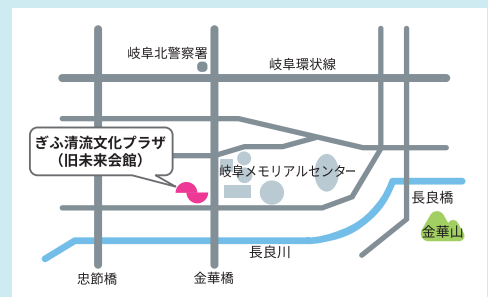 岐阜北警察署
岐阜環状線
ぎふ清流文化プラザ
（旧未来会館）
岐阜メモリアルセンター
長良橋
金華山
長良川
忠節橋
金華橋